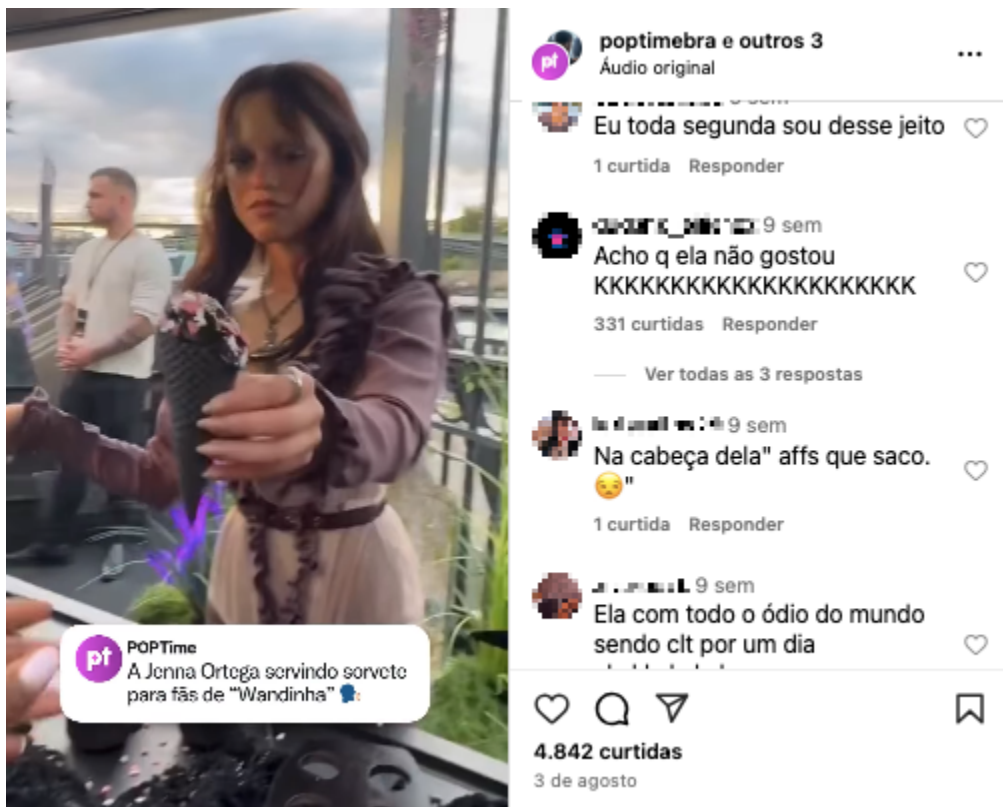 poptimebra e outros 3
Áudio original
Eu toda segunda sou desse jeito
1 curtida Responder
9 sem
Acho q ela não gostou
KKKKKKKKKKKKKKKKKKKKK
331 curtidas Responder
Ver todas as 3 respostas
9 sem
Na cabeça dela" affs que saco.
😒"
1 curtida Responder
9 sem
Ela com todo o ódio do mundo
sendo clt por um dia
4.842 curtidas
3 de agosto
pt
POPTime
A Jenna Ortega servindo sorvete
para fãs de “Wandinha” 🗣️